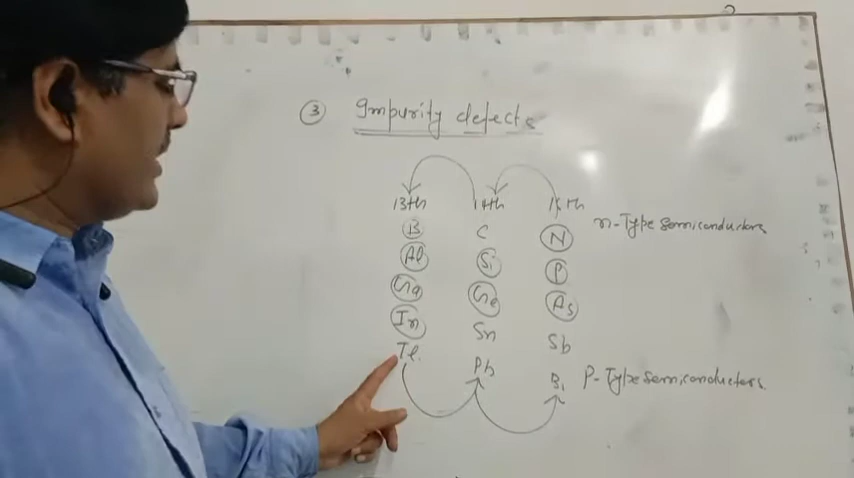 ③ Impurity defects
13th 14th 15th n-Type semiconductors
B C N
Al Si P
Ga Ge As
In Sn Sb
Tl. Pb Bi P-Type semiconductors